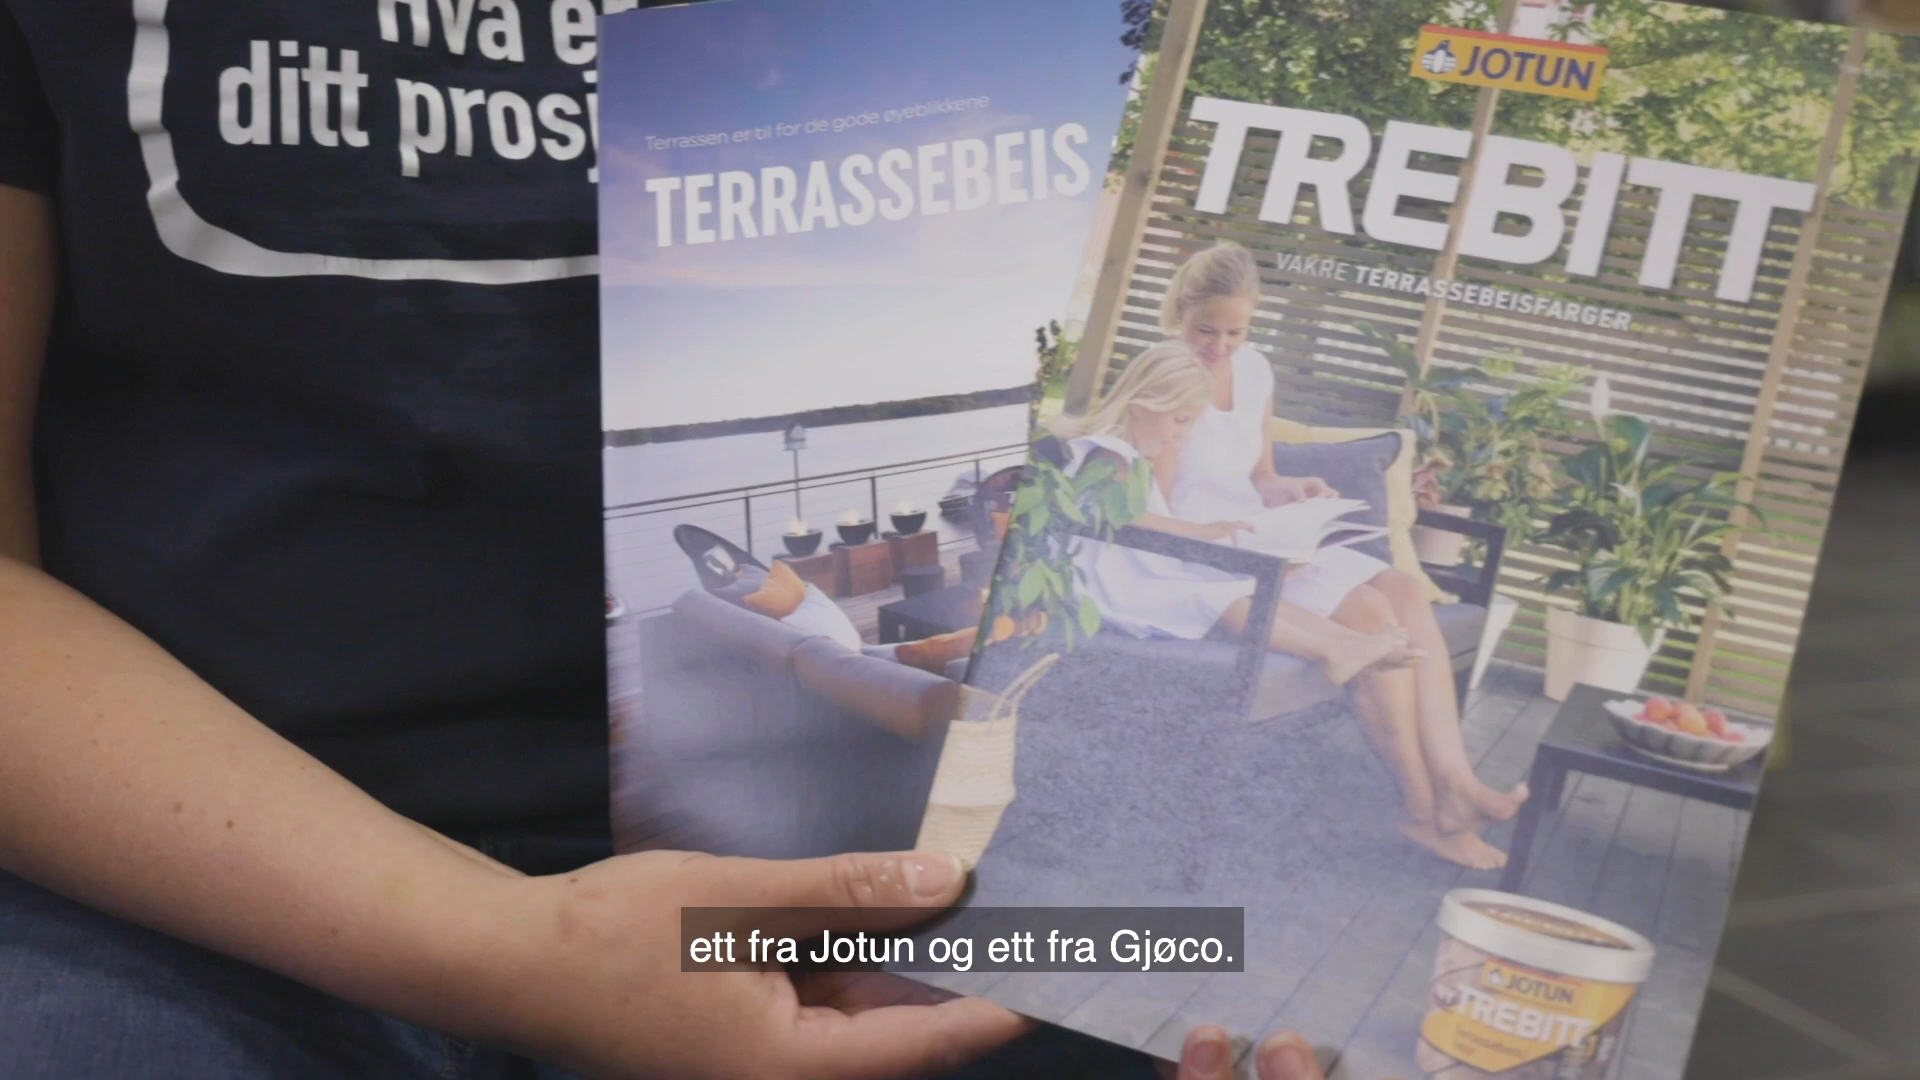 Hva er
ditt prosj
Terrassen er til for de gode øyeblikkene
TERRASSEBEIS
JOTUN
TREBITT
VAKRE TERRASSEBEISFARGER
JOTUN
TREBITT
ett fra Jotun og ett fra Gjøco.